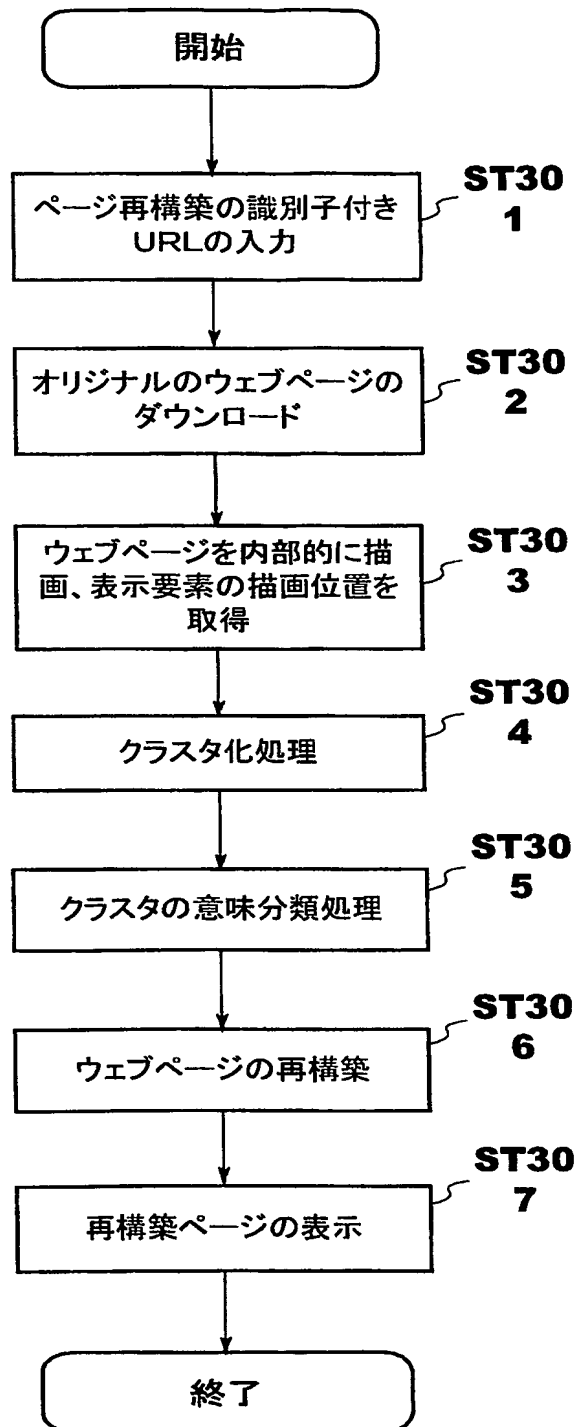 開始
ページ再構築の識別子付き
URLの入力
ST30
1
オリジナルのウェブページの
ダウンロード
ST30
2
ウェブページを内部的に描
画、表示要素の描画位置を
取得
ST30
3
クラスタ化処理
ST30
4
クラスタの意味分類処理
ST30
5
ウェブページの再構築
ST30
6
再構築ページの表示
ST30
7
終了